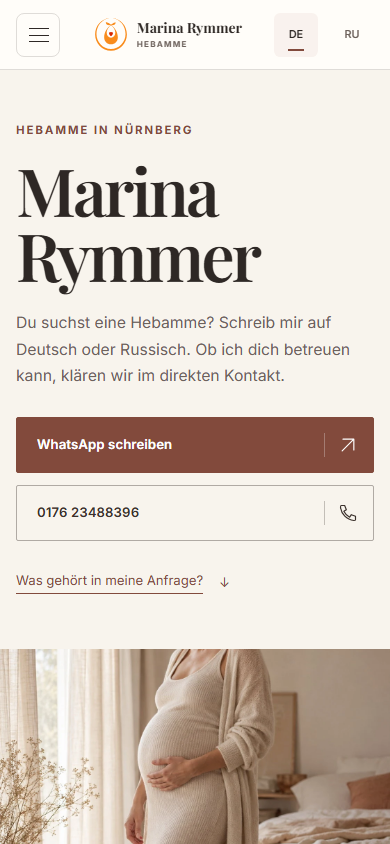 Marina Rymmer
HEBAMME
DE
RU
HEBAMME IN NÜRNBERG
Marina
Rymmer
Du suchst eine Hebamme? Schreib mir auf
Deutsch oder Russisch. Ob ich dich betreuen
kann, klären wir im direkten Kontakt.
WhatsApp schreiben
0176 23488396
Was gehört in meine Anfrage?